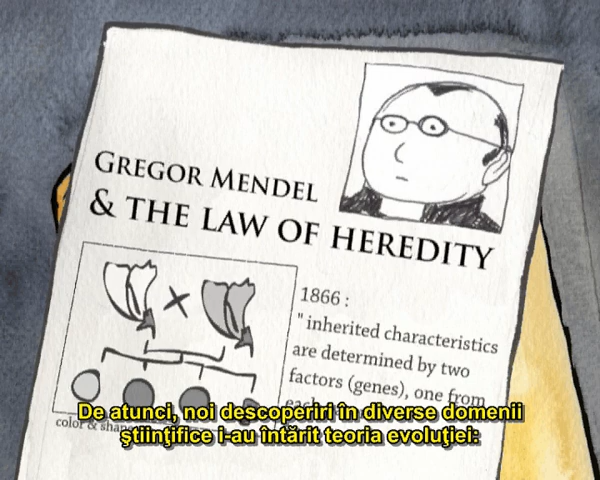 GREGOR MENDEL
& THE LAW OF HEREDITY
1866 :
"inherited characteristics
are determined by two
factors (genes), one from
De atunci, noi descoperiri în diverse domenii
ştiinţifice i-au întărit teoria evoluţiei:
color &